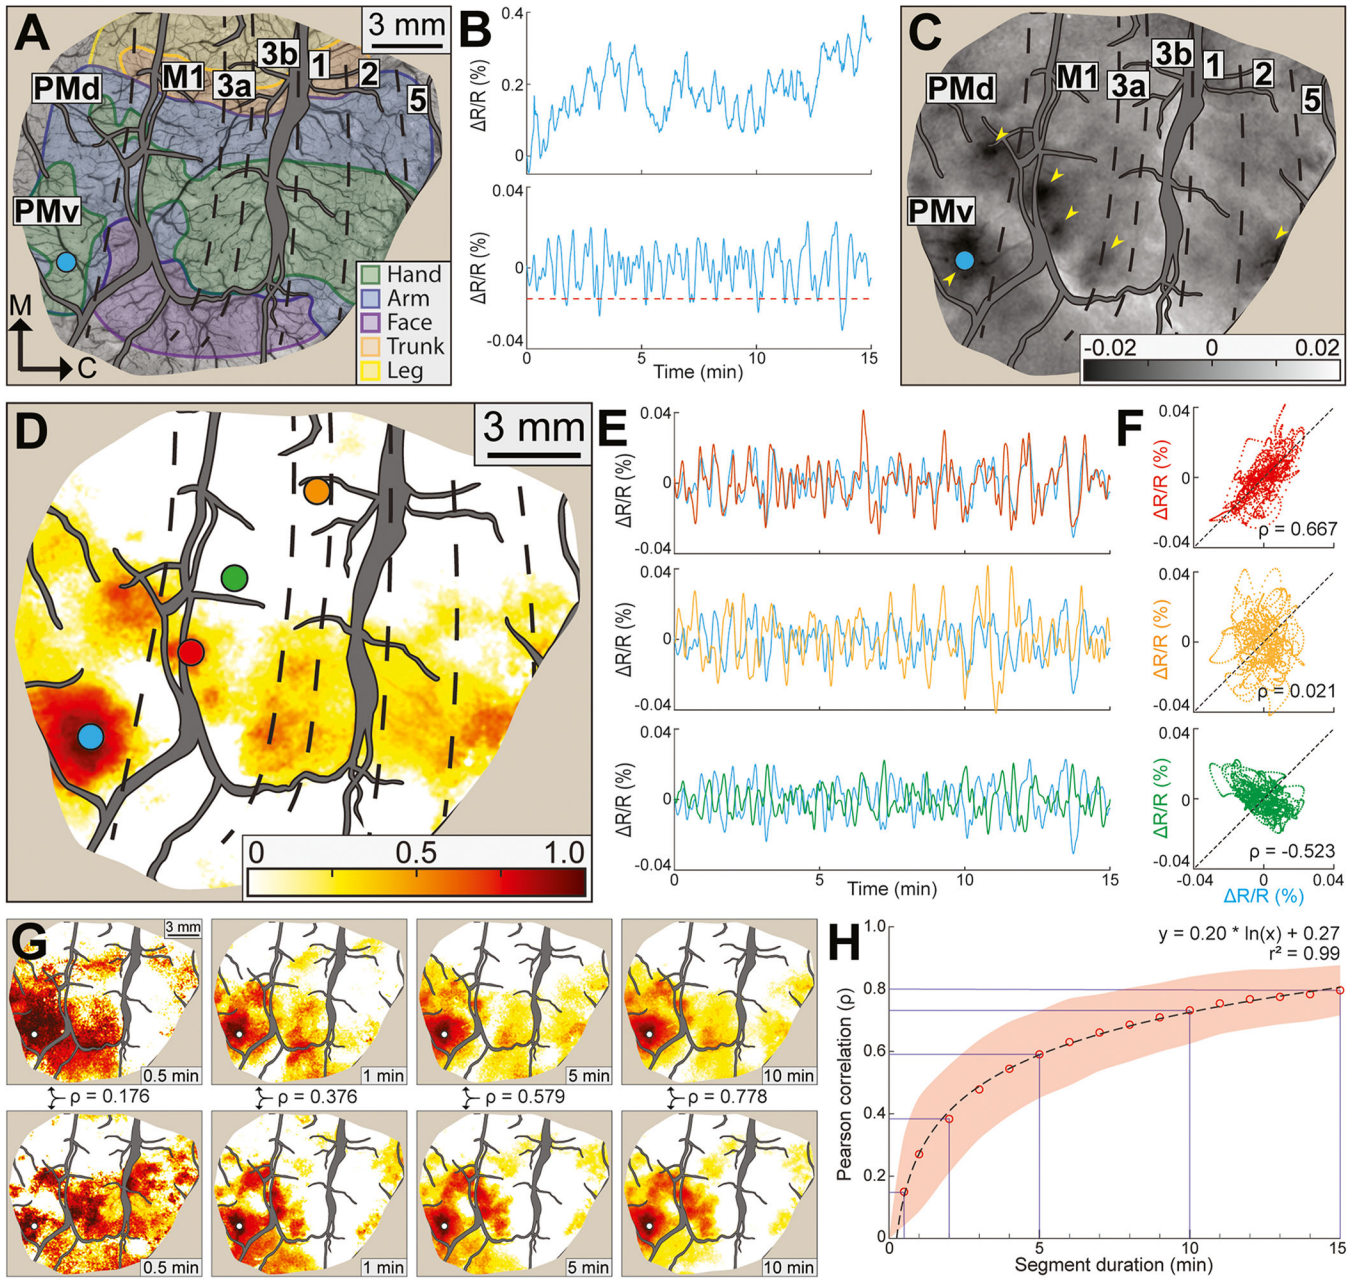 A
3 mm
PMd
M1
3a
3b
1
2
5
PMv
M
C
Hand
Arm
Face
Trunk
Leg
B
0.4
0.2
0
ΔR/R (%)
0.04
0
-0.04
ΔR/R (%)
0
5
10
15
Time (min)
C
PMd
M1
3a
3b
1
2
5
PMv
-0.02
0
0.02
D
3 mm
0
0.5
1.0
E
0.04
0
-0.04
ΔR/R (%)
0.04
0
-0.04
ΔR/R (%)
0.04
0
-0.04
ΔR/R (%)
0
5
10
15
Time (min)
F
0.04
0
-0.04
ΔR/R (%)
ρ = 0.667
0.04
0
-0.04
ΔR/R (%)
ρ = 0.021
0.04
0
-0.04
ΔR/R (%)
ρ = -0.523
-0.04
0
0.04
ΔR/R (%)
G
3 mm
0.5 min
1 min
5 min
10 min
ρ = 0.176
ρ = 0.376
ρ = 0.579
ρ = 0.778
0.5 min
1 min
5 min
10 min
H
y = 0.20 * ln(x) + 0.27
r² = 0.99
1.0
0.8
0.6
0.4
0.2
0
Pearson correlation (ρ)
0
5
10
15
Segment duration (min)